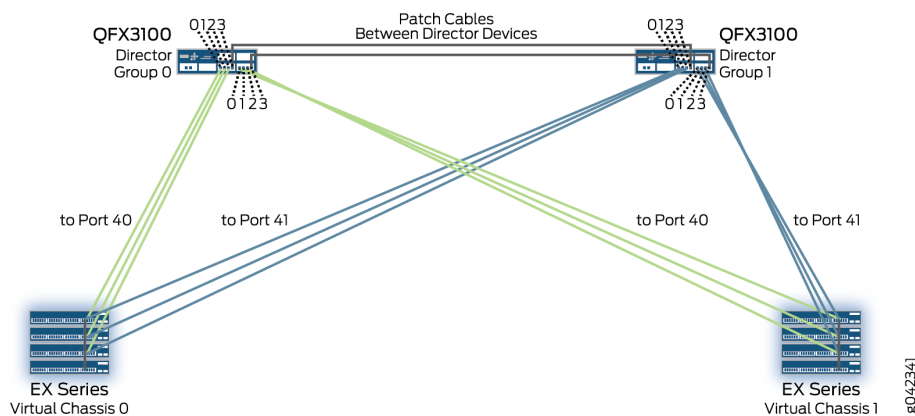 Patch Cables
Between Director Devices
QFX3100
Director
Group 0
0123
0123
QFX3100
Director
Group 1
0123
0123
to Port 40
to Port 41
to Port 40
to Port 41
EX Series
Virtual Chassis 0
EX Series
Virtual Chassis 1
g042341